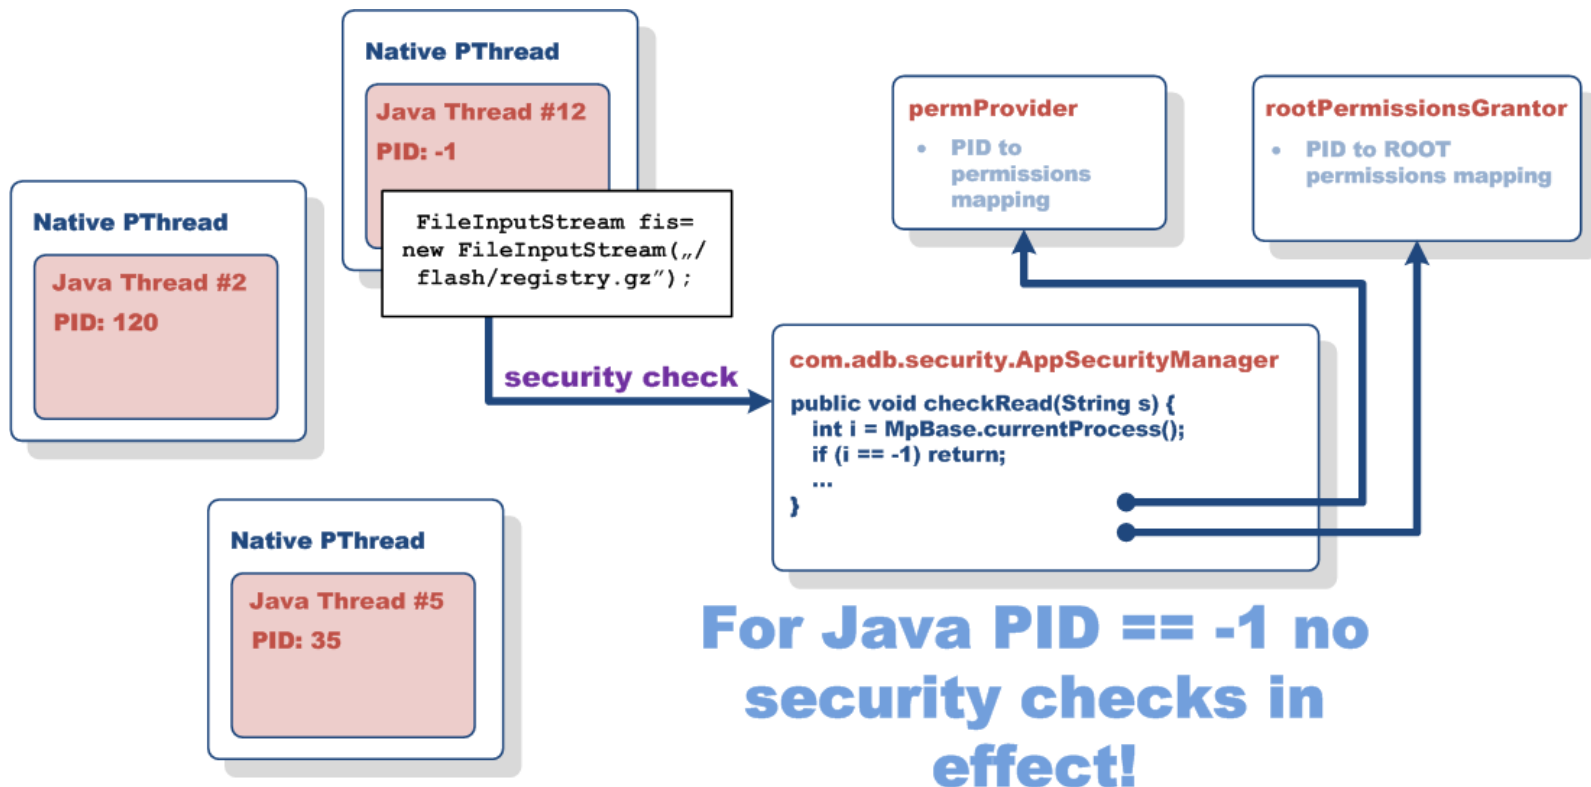 Native PThread
Java Thread #12
PID: -1
FileInputStream fis=
new FileInputStream(„/
flash/registry.gz”);
Native PThread
Java Thread #2
PID: 120
Native PThread
Java Thread #5
PID: 35
security check
permProvider
• PID to
permissions
mapping
rootPermissionsGrantor
• PID to ROOT
permissions mapping
com.adb.security.AppSecurityManager
public void checkRead(String s) {
int i = MpBase.currentProcess();
if (i == -1) return;
...
}
For Java PID == -1 no
security checks in
effect!